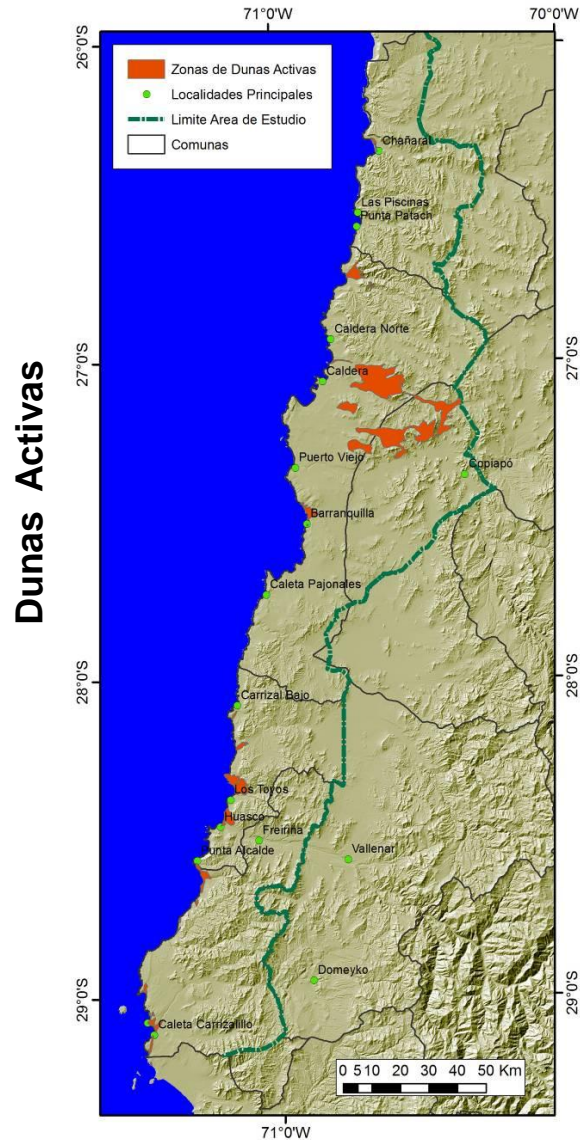 Dunas Activas
71°0'W
70°0'W
26°0'S
26°0'S
Zonas de Dunas Activas
Localidades Principales
Limite Area de Estudio
Comunas
Chañaral
Las Piscinas
Punta Patach
Caldera Norte
27°0'S
27°0'S
Caldera
Puerto Viejo
Copiapó
Barranquilla
Caleta Pajonales
28°0'S
28°0'S
Carrizal Bajo
Los Toyos
Huasco
Freirina
Punta Alcalde
Vallenar
Domeyko
29°0'S
29°0'S
Caleta Carrizalillo
0 5 10 20 30 40 50 Km
71°0'W